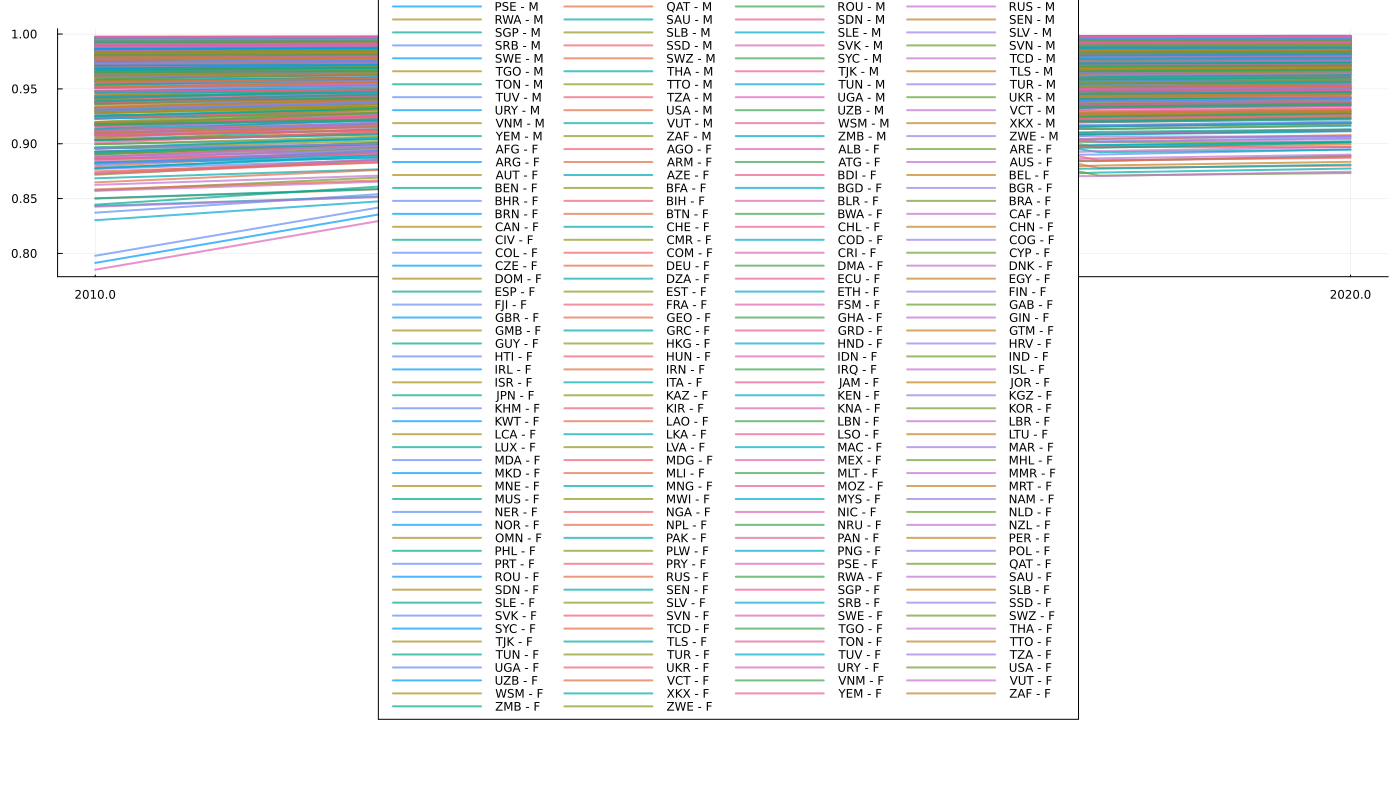 PSE - M QAT - M ROU - M RUS - M
RWA - M SAU - M SDN - M SEN - M
SGP - M SLB - M SLE - M SLV - M
SRB - M SSD - M SVK - M SVN - M
SWE - M SWZ - M SYC - M TCD - M
TGO - M THA - M TJK - M TLS - M
TON - M TTO - M TUN - M TUR - M
TUV - M TZA - M UGA - M UKR - M
URY - M USA - M UZB - M VCT - M
VNM - M VUT - M WSM - M XKX - M
YEM - M ZAF - M ZMB - M ZWE - M
AFG - F AGO - F ALB - F ARE - F
ARG - F ARM - F ATG - F AUS - F
AUT - F AZE - F BDI - F BEL - F
BEN - F BFA - F BGD - F BGR - F
BHR - F BIH - F BLR - F BRA - F
BRN - F BTN - F BWA - F CAF - F
CAN - F CHE - F CHL - F CHN - F
CIV - F CMR - F COD - F COG - F
COL - F COM - F CRI - F CYP - F
CZE - F DEU - F DMA - F DNK - F
DOM - F DZA - F ECU - F EGY - F
ESP - F EST - F ETH - F FIN - F
FJI - F FRA - F FSM - F GAB - F
GBR - F GEO - F GHA - F GIN - F
GMB - F GRC - F GRD - F GTM - F
GUY - F HKG - F HND - F HRV - F
HTI - F HUN - F IDN - F IND - F
IRL - F IRN - F IRQ - F ISL - F
ISR - F ITA - F JAM - F JOR - F
JPN - F KAZ - F KEN - F KGZ - F
KHM - F KIR - F KNA - F KOR - F
KWT - F LAO - F LBN - F LBR - F
LCA - F LKA - F LSO - F LTU - F
LUX - F LVA - F MAC - F MAR - F
MDA - F MDG - F MEX - F MHL - F
MKD - F MLI - F MLT - F MMR - F
MNE - F MNG - F MOZ - F MRT - F
MUS - F MWI - F MYS - F NAM - F
NER - F NGA - F NIC - F NLD - F
NOR - F NPL - F NRU - F NZL - F
OMN - F PAK - F PAN - F PER - F
PHL - F PLW - F PNG - F POL - F
PRT - F PRY - F PSE - F QAT - F
ROU - F RUS - F RWA - F SAU - F
SDN - F SEN - F SGP - F SLB - F
SLE - F SLV - F SRB - F SSD - F
SVK - F SVN - F SWE - F SWZ - F
SYC - F TCD - F TGO - F THA - F
TJK - F TLS - F TON - F TTO - F
TUN - F TUR - F TUV - F TZA - F
UGA - F UKR - F URY - F USA - F
UZB - F VCT - F VNM - F VUT - F
WSM - F XKX - F YEM - F ZAF - F
ZMB - F ZWE - F
1.00
0.95
0.90
0.85
0.80
2010.0 2020.0